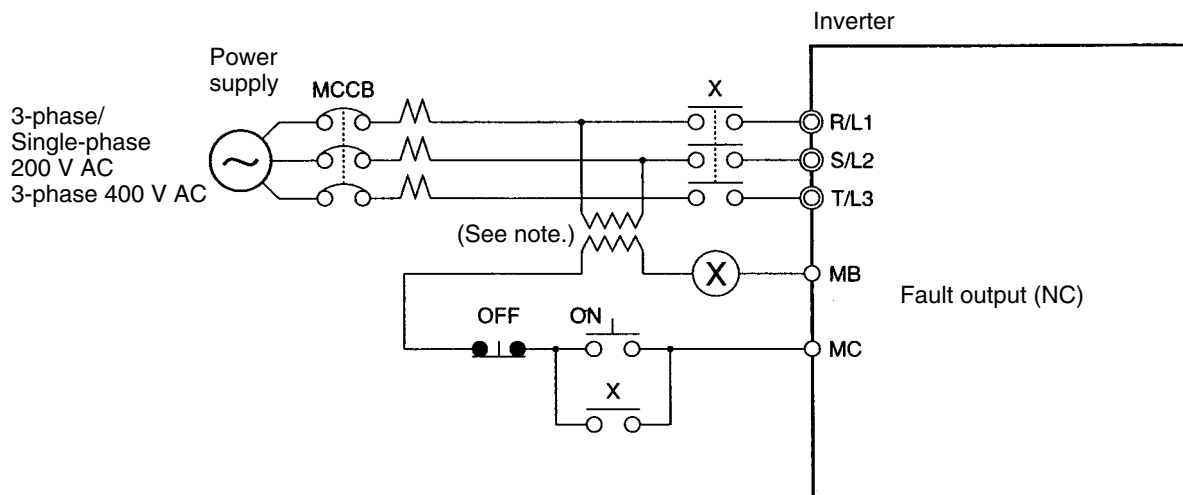 Inverter
Power
supply
MCCB
X
3-phase/
Single-phase
200 V AC
3-phase 400 V AC
R/L1
S/L2
T/L3
(See note.)
X
MB
Fault output (NC)
OFF
ON
MC
X